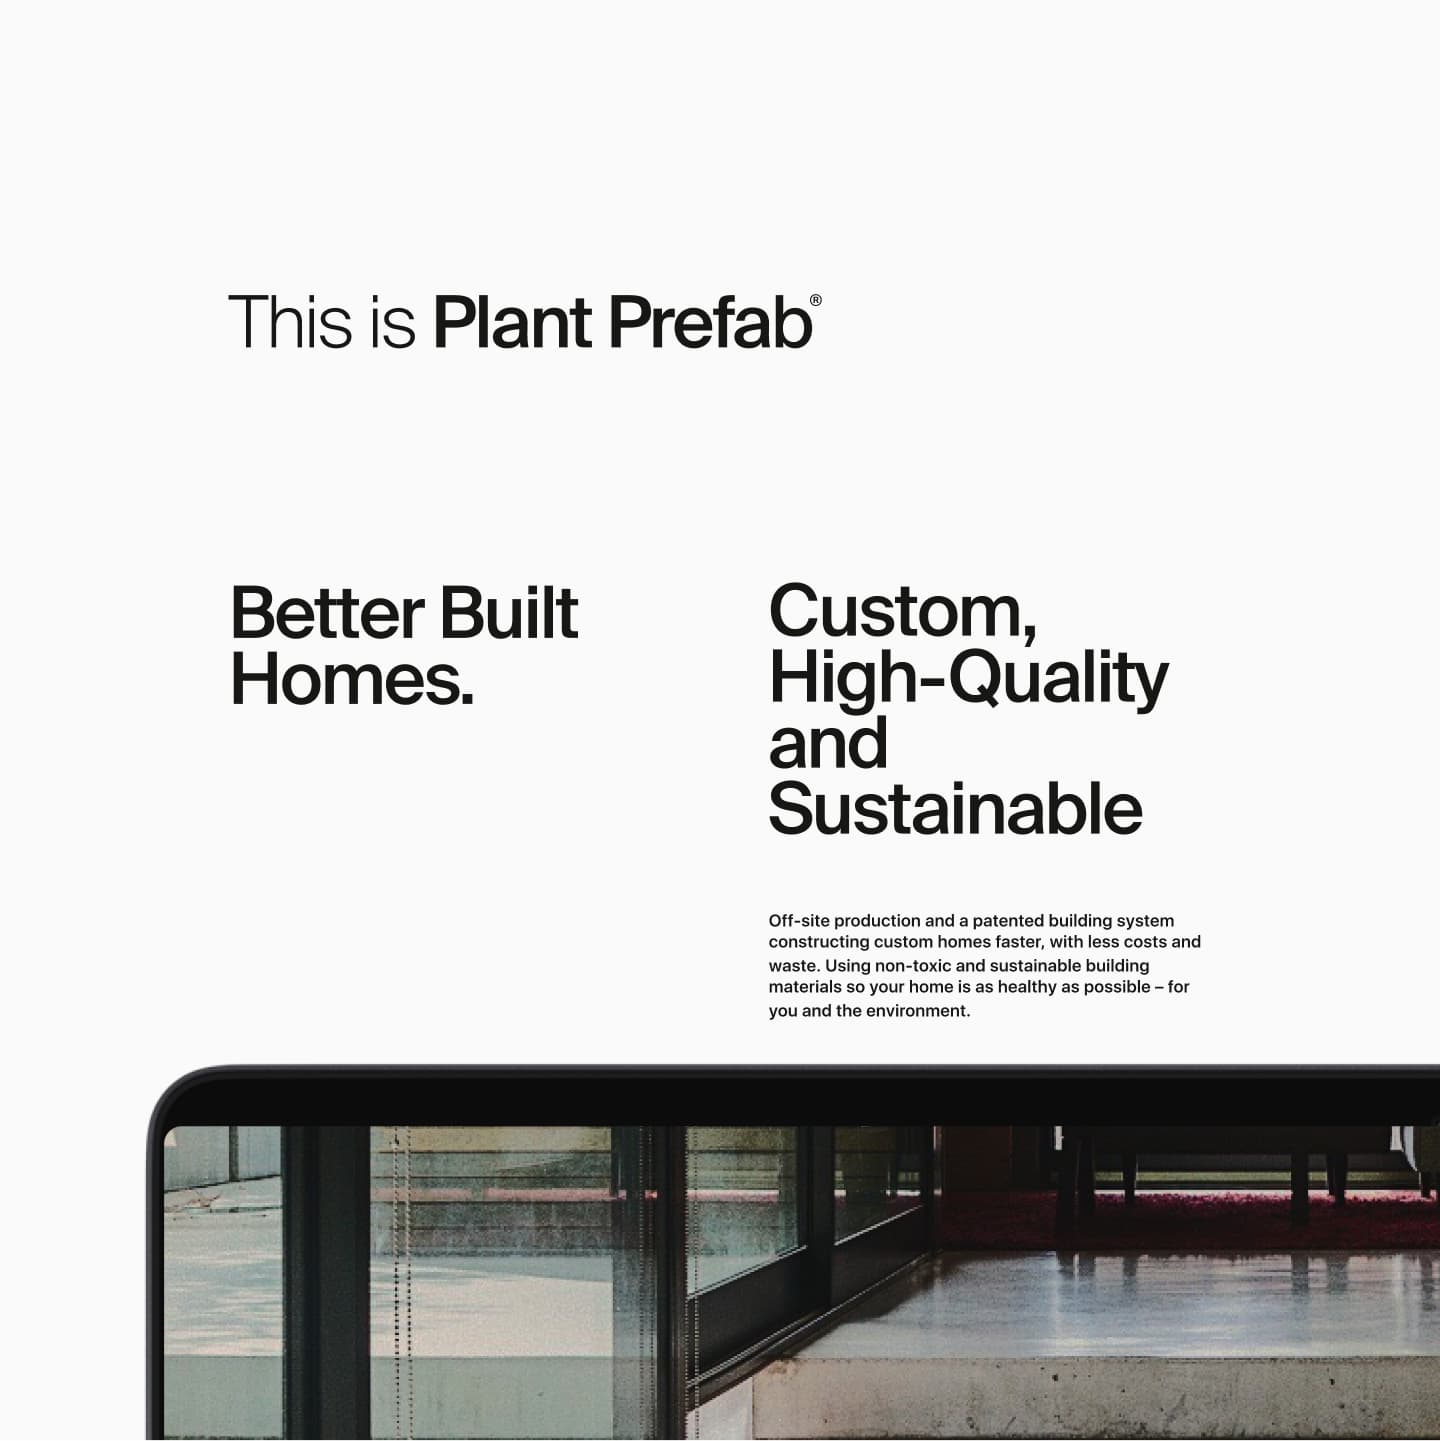 This is Plant Prefab®
Better Built
Homes.
Custom,
High-Quality
and
Sustainable
Off-site production and a patented building system
constructing custom homes faster, with less costs and
waste. Using non-toxic and sustainable building
materials so your home is as healthy as possible – for
you and the environment.